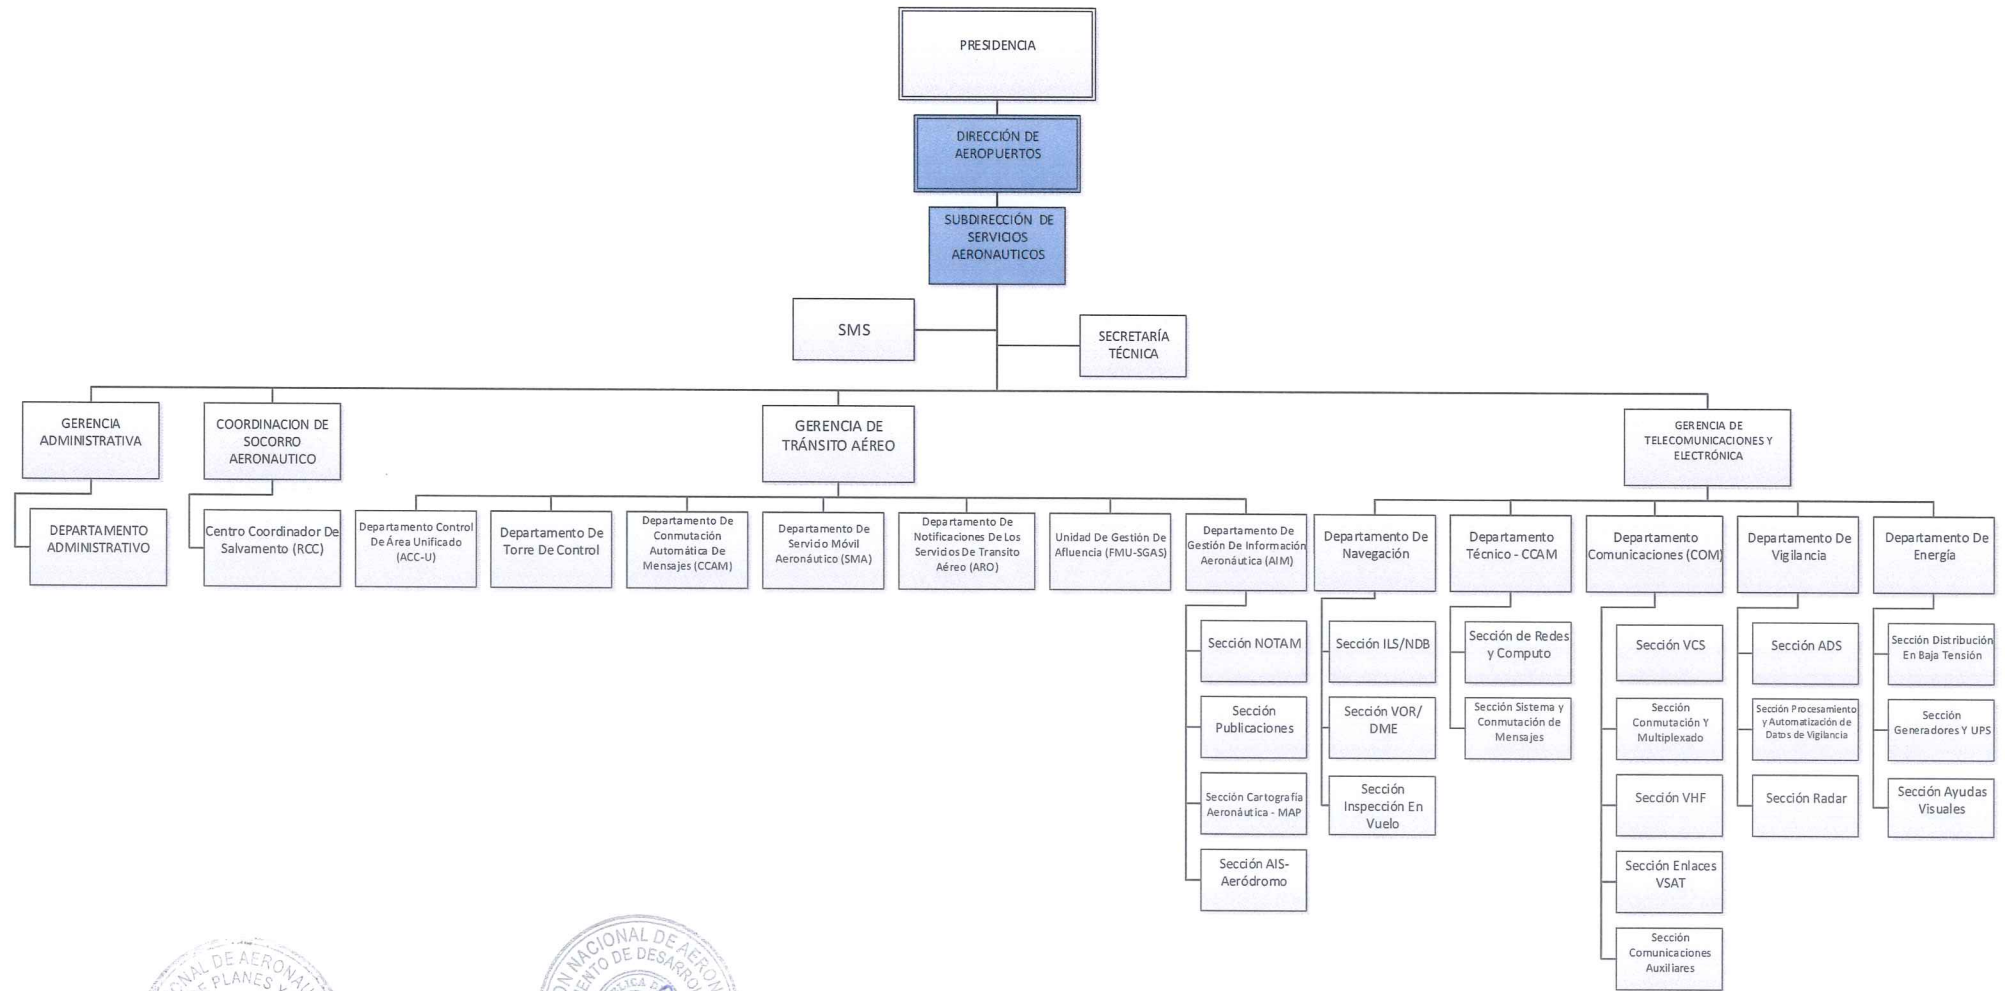 PRESIDENCIA
DIRECCIÓN DE
AEROPUERTOS
SUBDIRECCIÓN DE
SERVICIOS
AERONAUTICOS
SMS
SECRETARÍA
TÉCNICA
GERENCIA
ADMINISTRATIVA
COORDINACION DE
SOCORRO
AERONAUTICO
GERENCIA DE
TRÁNSITO AÉREO
GERENCIA DE
TELECOMUNICACIONES Y
ELECTRÓNICA
DEPARTAMENTO
ADMINISTRATIVO
Centro Coordinador De
Salvamento (RCC)
Departamento Control
De Área Unificado
(ACC-U)
Departamento De
Torre De Control
Departamento De
Conmutación
Automática De
Mensajes (CCAM)
Departamento De
Servicio Móvil
Aeronáutico (SMA)
Departamento De
Notificaciones De Los
Servicios De Transito
Aéreo (ARO)
Unidad De Gestión De
Afluencia (FMU-SGAS)
Departamento De
Gestión De Información
Aeronáutica (AIM)
Departamento De
Navegación
Departamento
Técnico - CCAM
Departamento
Comunicaciones (COM)
Departamento De
Vigilancia
Departamento De
Energía
Sección NOTAM
Sección
Publicaciones
Sección Cartografía
Aeronáutica - MAP
Sección AIS-
Aeródromo
Sección ILS/NDB
Sección VOR/
DME
Sección
Inspección En
Vuelo
Sección de Redes
y Computo
Sección Sistema y
Conmutación de
Mensajes
Sección VCS
Sección
Conmutación Y
Multiplexado
Sección VHF
Sección Enlaces
VSAT
Sección
Comunicaciones
Auxiliares
Sección ADS
Sección Procesamiento
y Automatización de
Datos de Vigilancia
Sección Radar
Sección Distribución
En Baja Tensión
Sección
Generadores Y UPS
Sección Ayudas
Visuales
NACIONAL DE
DE
PLANES